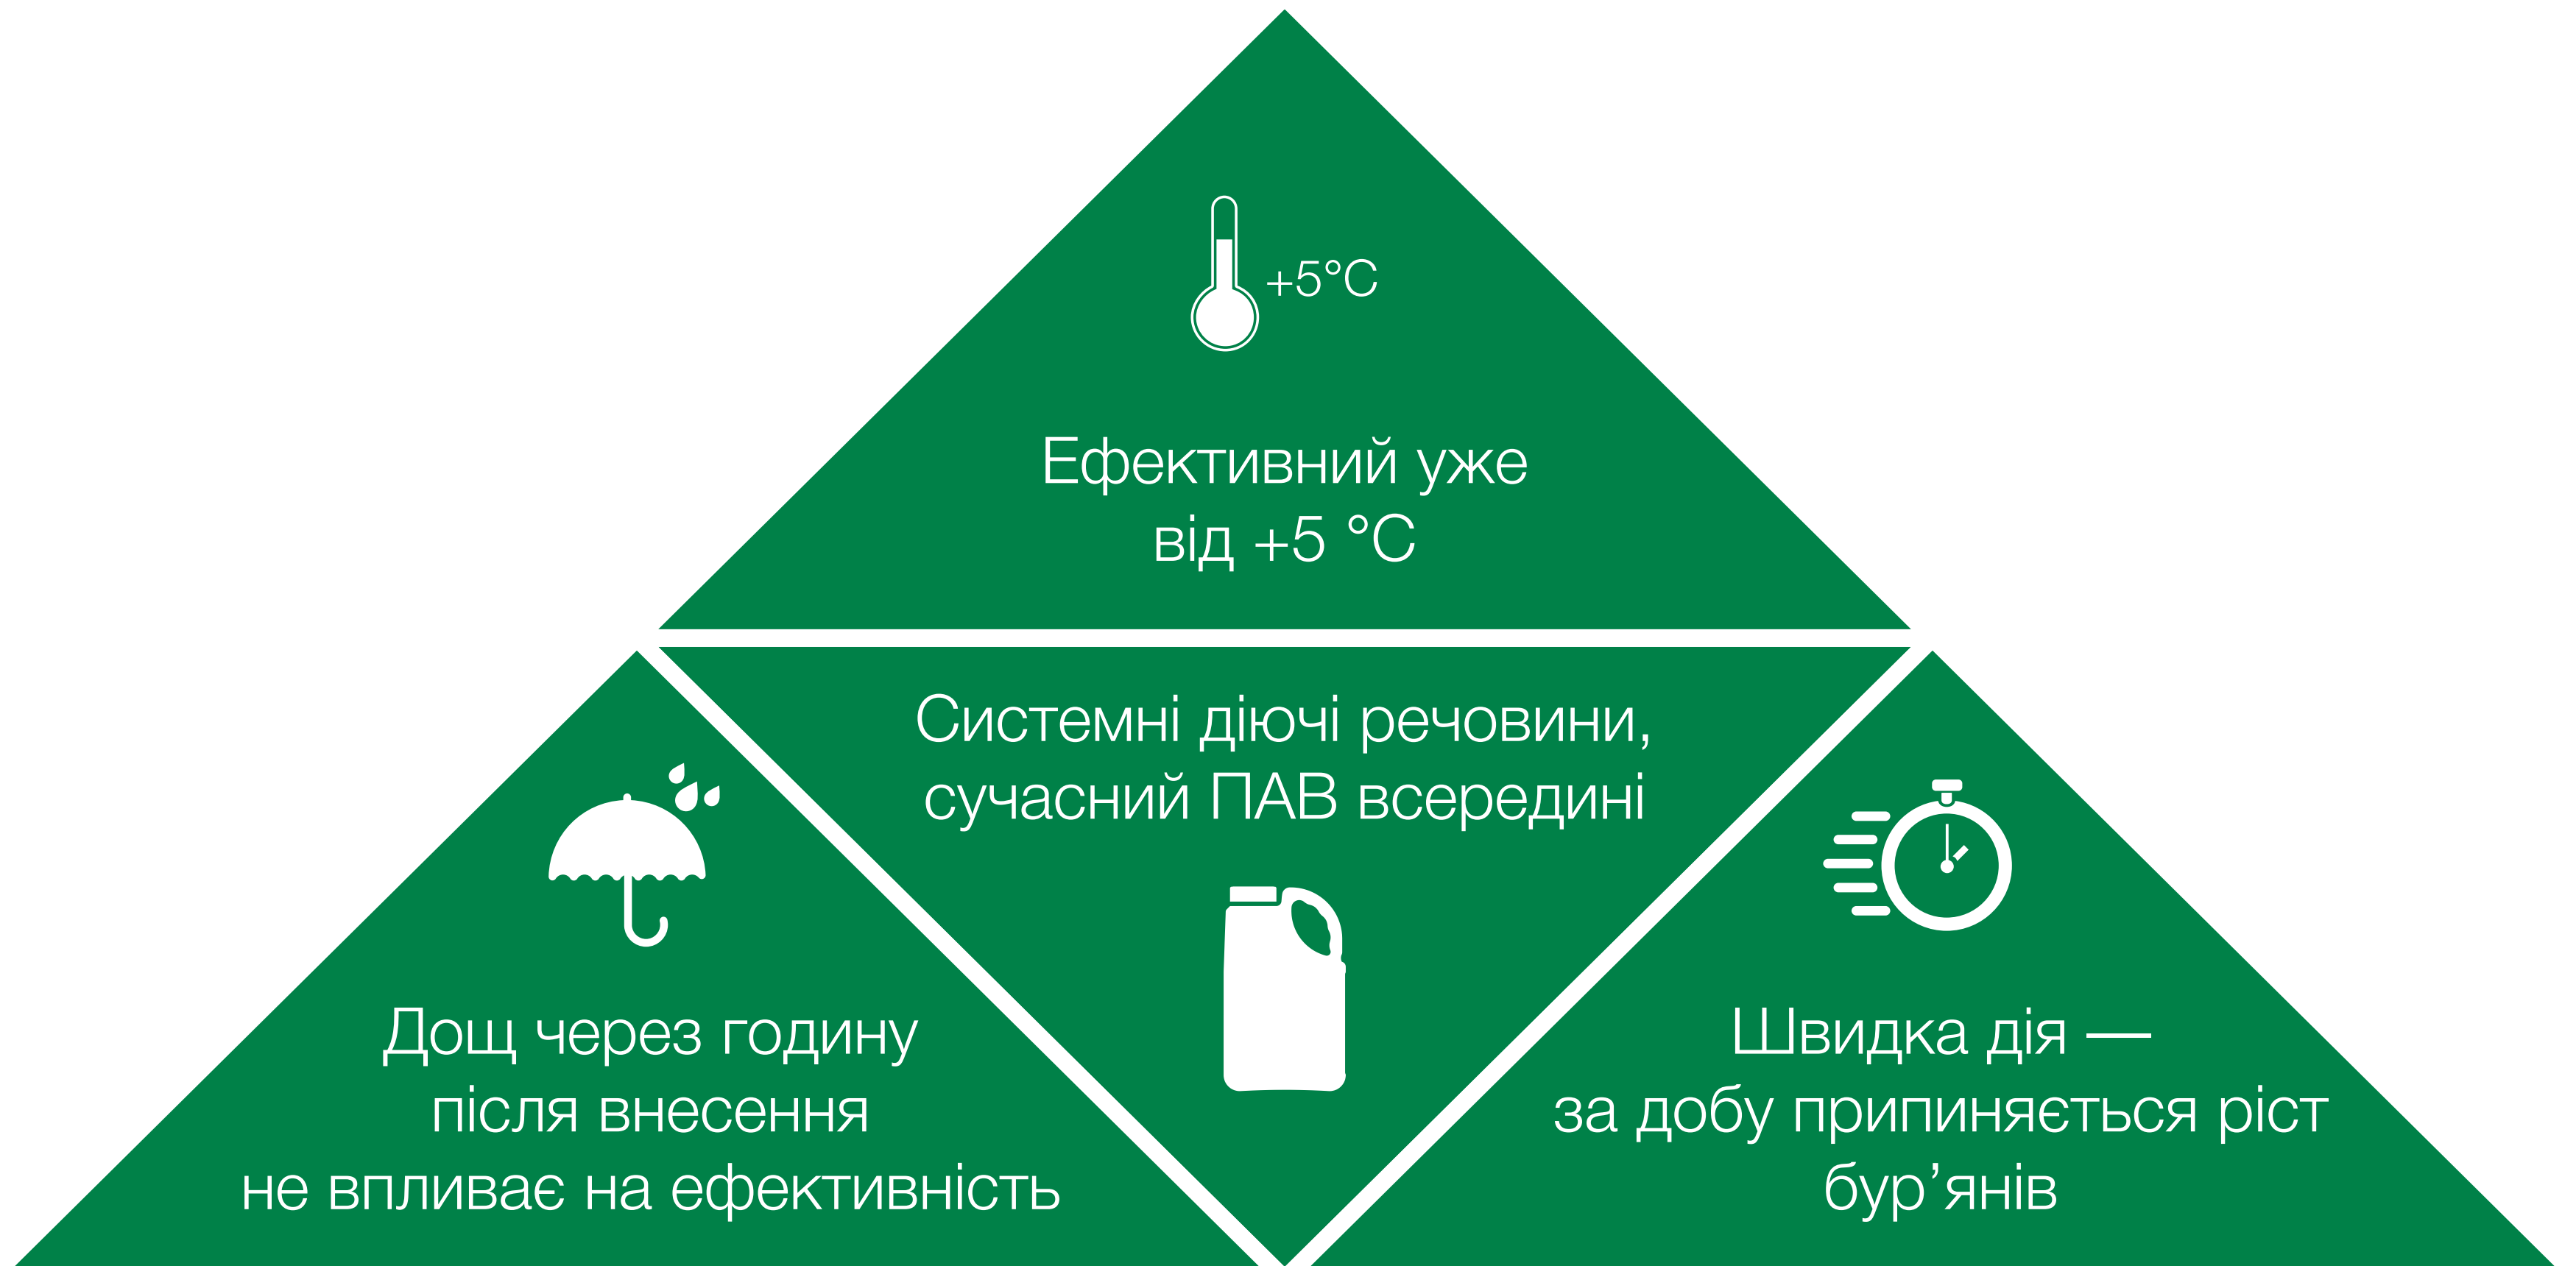 +5°C
Ефективний уже
від +5 °C
Системні діючі речовини,
сучасний ПАВ всередині
Дощ через годину
після внесення
не впливає на ефективність
Швидка дія —
за добу припиняється ріст
бур’янів